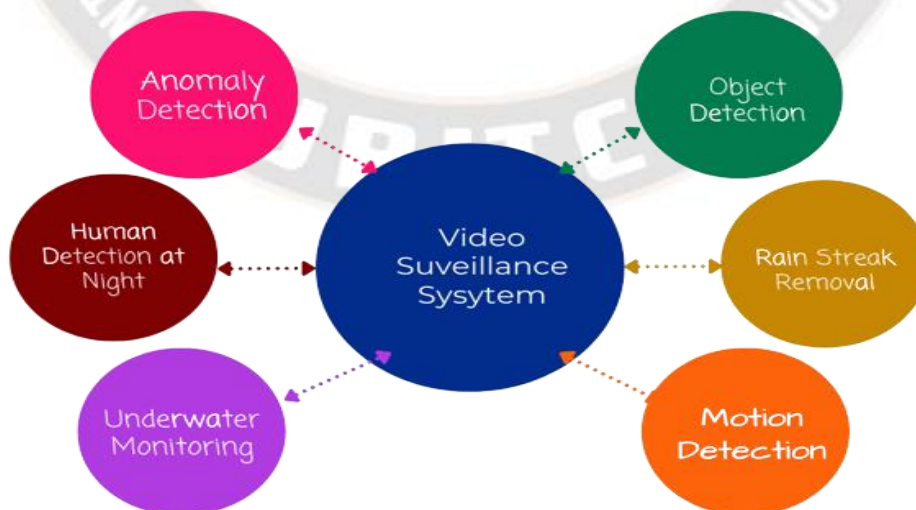 Anomaly
Detection
Object
Detection
Human
Detection at
Night
Video
Suveillance
Sysytem
Rain Streak
Removal
Underwater
Monitoring
Motion
Detection